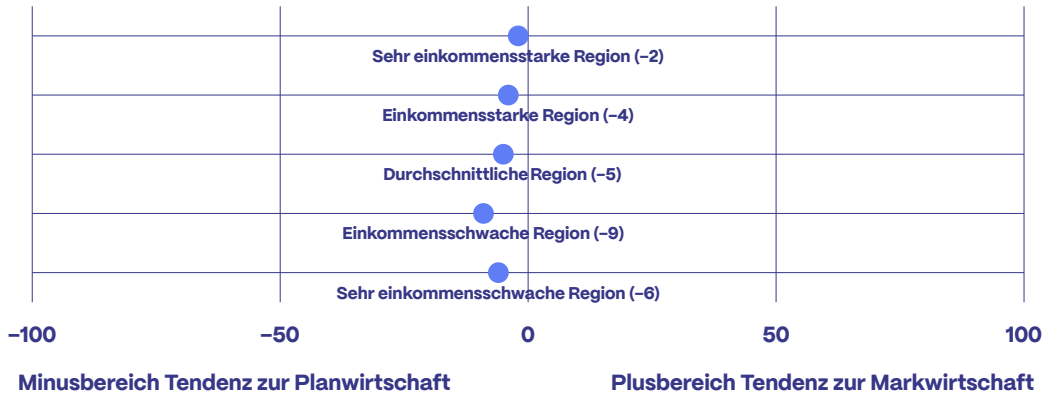 Sehr einkommensstarke Region (–2)
Einkommensstarke Region (–4)
Durchschnittliche Region (–5)
Einkommensschwache Region (–9)
Sehr einkommensschwache Region (–6)
–100 –50 0 50 100
Minusbereich Tendenz zur Planwirtschaft Plusbereich Tendenz zur Markwirtschaft